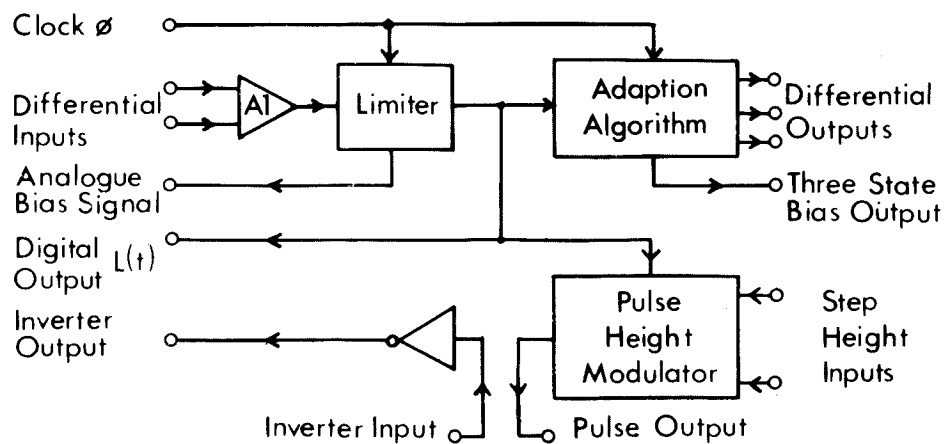 Clock ø
Differential
Inputs
A1
Limiter
Adaption
Algorithm
Differential
Outputs
Analogue
Bias Signal
Three State
Bias Output
Digital
Output L(t)
Inverter
Output
Pulse
Height
Modulator
Step
Height
Inputs
Inverter Input
Pulse Output